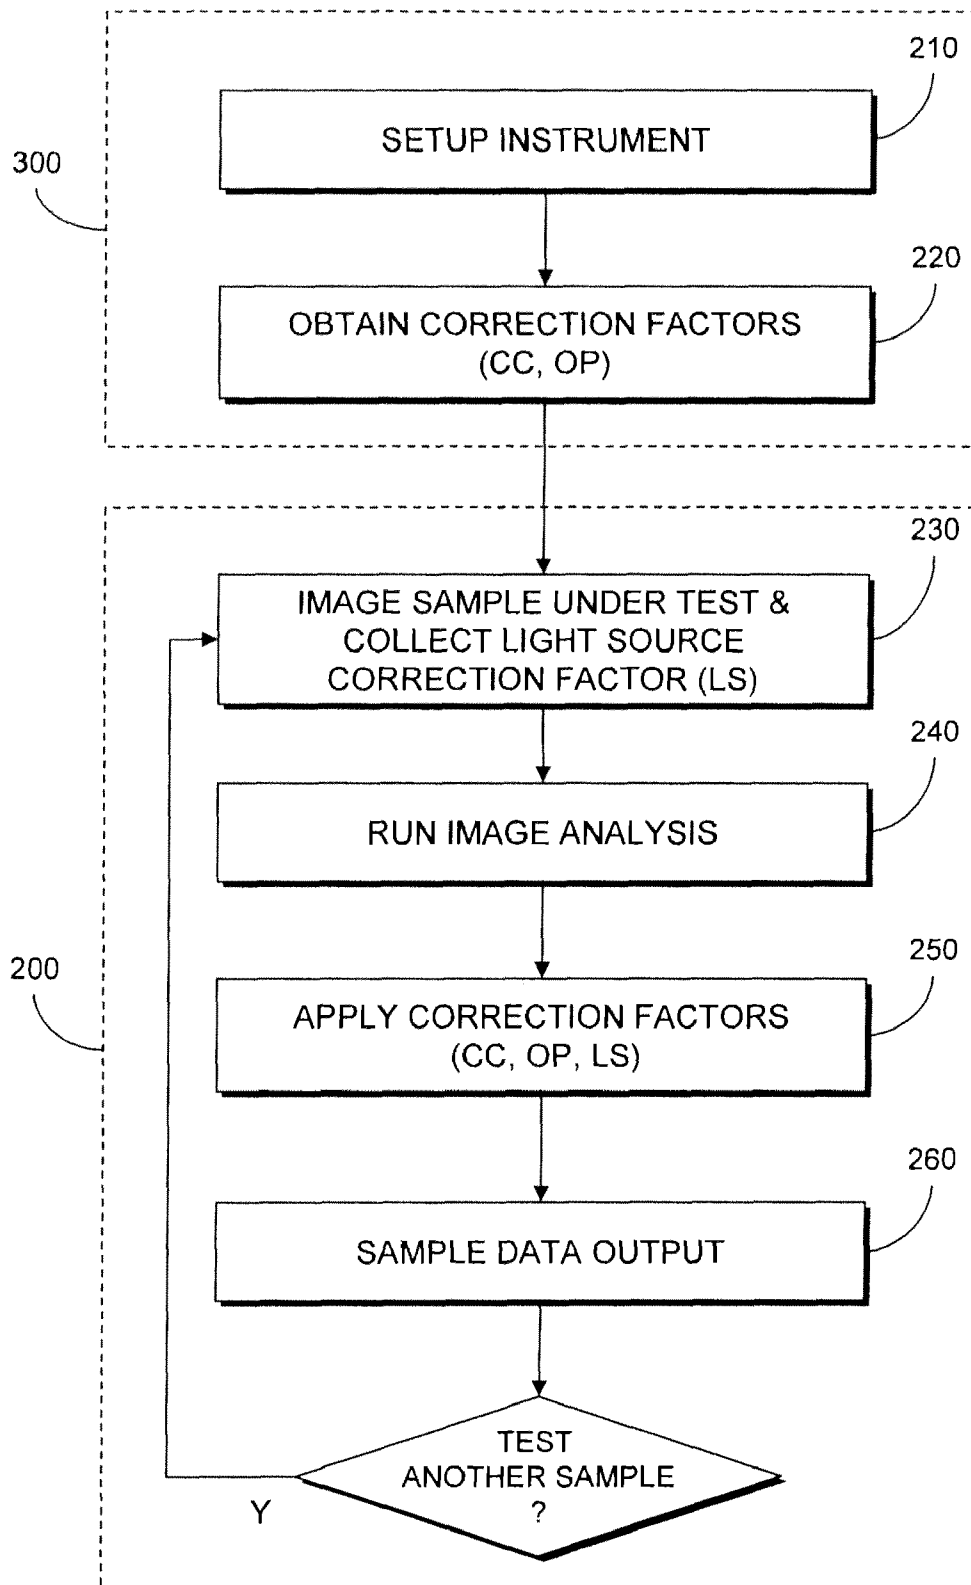 210
SETUP INSTRUMENT
300
220
OBTAIN CORRECTION FACTORS
(CC, OP)
230
IMAGE SAMPLE UNDER TEST &
COLLECT LIGHT SOURCE
CORRECTION FACTOR (LS)
240
RUN IMAGE ANALYSIS
200
250
APPLY CORRECTION FACTORS
(CC, OP, LS)
260
SAMPLE DATA OUTPUT
TEST
ANOTHER SAMPLE
?
Y